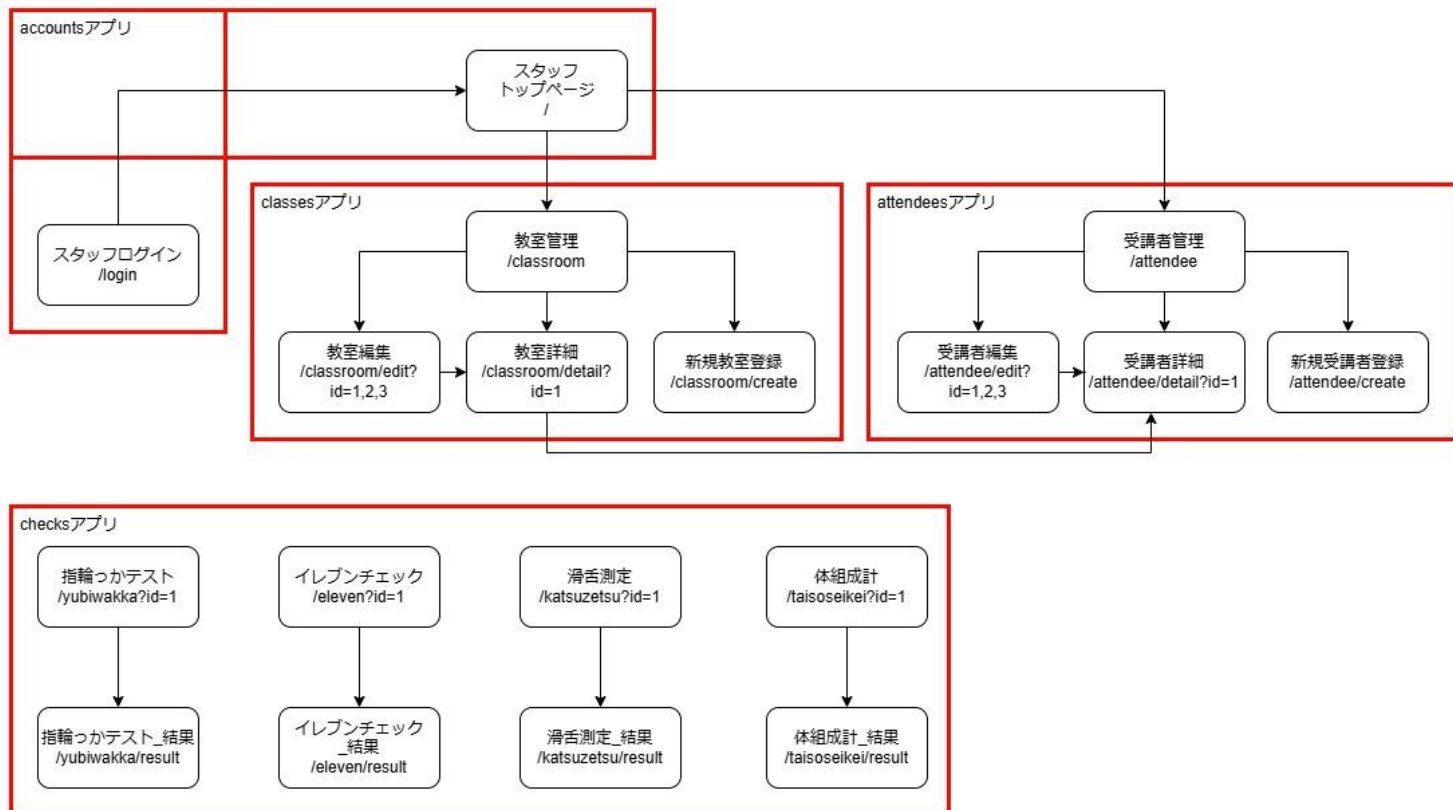 accountsアプリ
スタッフ
トップページ
/
スタッフログイン
/login
classesアプリ
教室管理
/classroom
教室編集
/classroom/edit?
id=1,2,3
教室詳細
/classroom/detail?
id=1
新規教室登録
/classroom/create
attendeesアプリ
受講者管理
/attendee
受講者編集
/attendee/edit?
id=1,2,3
受講者詳細
/attendee/detail?id=1
新規受講者登録
/attendee/create
checksアプリ
指輪っかテスト
/yubiwakka?id=1
イレブンチェック
/eleven?id=1
滑舌測定
/katsuzetsu?id=1
体組成計
/taisoseikei?id=1
指輪っかテスト_結果
/yubiwakka/result
イレブンチェック
_結果
/eleven/result
滑舌測定_結果
/katsuzetsu/result
体組成計_結果
/taisoseikei/result